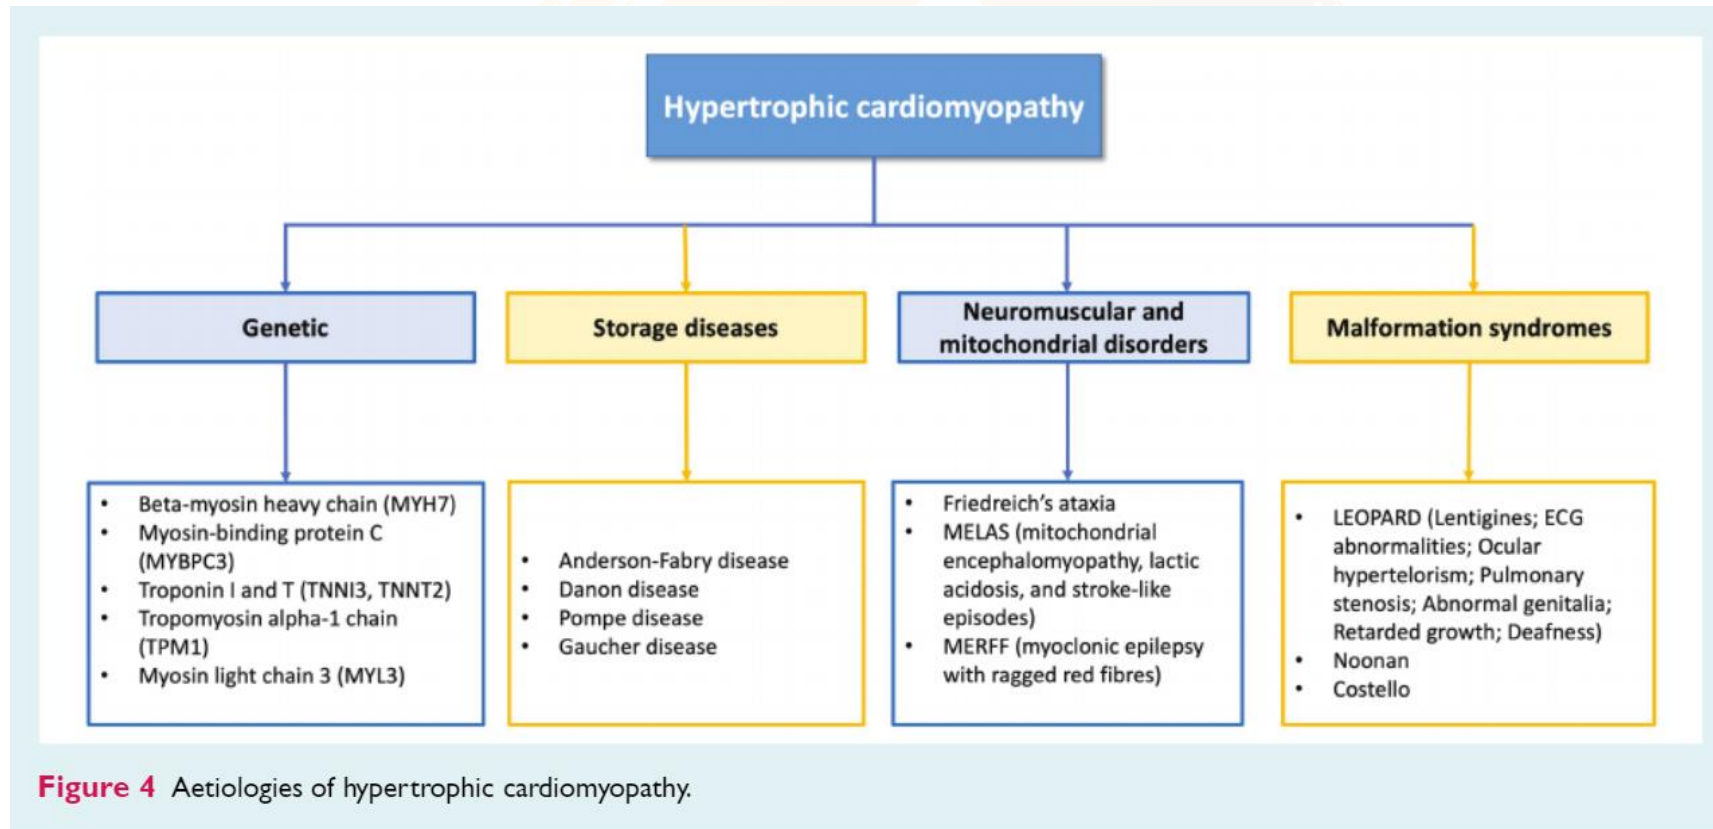 Hypertrophic cardiomyopathy
Genetic
Storage diseases
Neuromuscular and
mitochondrial disorders
Malformation syndromes
• Beta-myosin heavy chain (MYH7)
• Myosin-binding protein C
(MYBPC3)
• Troponin I and T (TNNI3, TNNT2)
• Tropomyosin alpha-1 chain
(TPM1)
• Myosin light chain 3 (MYL3)
• Anderson-Fabry disease
• Danon disease
• Pompe disease
• Gaucher disease
• Friedreich's ataxia
• MELAS (mitochondrial
encephalomyopathy, lactic
acidosis, and stroke-like
episodes)
• MERFF (myoclonic epilepsy
with ragged red fibres)
• LEOPARD (Lentigines; ECG
abnormalities; Ocular
hypertelorism; Pulmonary
stenosis; Abnormal genitalia;
Retarded growth; Deafness)
• Noonan
• Costello
Figure 4 Aetiologies of hypertrophic cardiomyopathy.